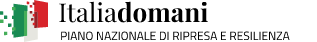 Italiadomani
PIANO NAZIONALE DI RIPRESA E RESILIENZA